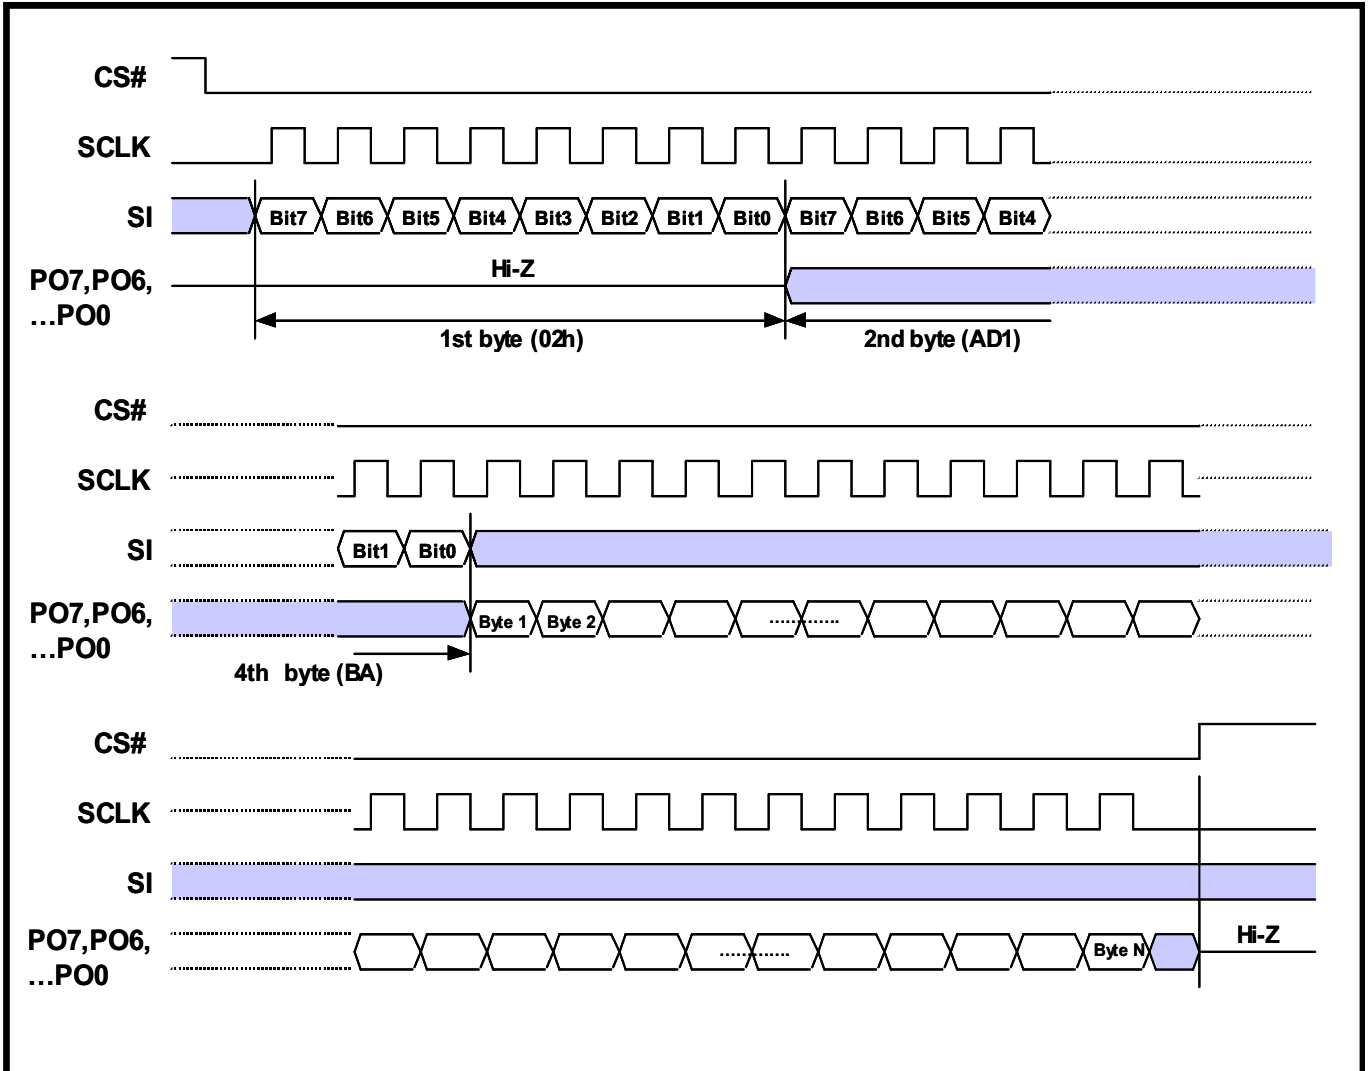 CS#
SCLK
SI Bit7 Bit6 Bit5 Bit4 Bit3 Bit2 Bit1 Bit0 Bit7 Bit6 Bit5 Bit4
Hi-Z
PO7,PO6,
...PO0
1st byte (02h) 2nd byte (AD1)
CS#
SCLK
SI Bit1 Bit0
PO7,PO6, Byte 1 Byte 2 ..............
...PO0
4th byte (BA)
CS#
SCLK
SI
PO7,PO6, Hi-Z
.............. Byte N
...PO0